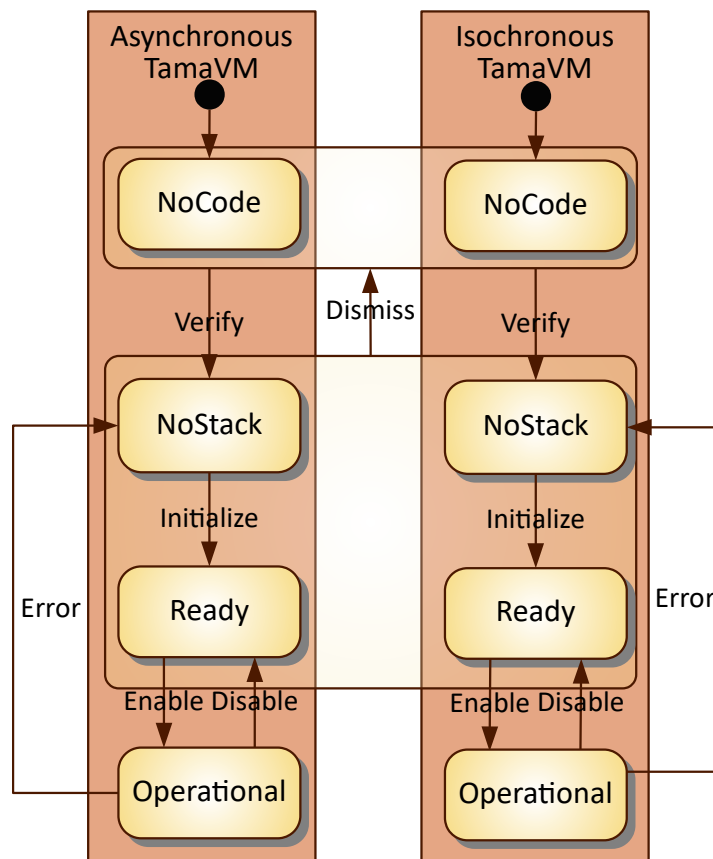 Asynchronous
TamaVM
Isochronous
TamaVM
NoCode
NoCode
Verify
Dismiss
Verify
NoStack
NoStack
Initialize
Initialize
Ready
Ready
Error
Error
Enable
Disable
Enable
Disable
Operational
Operational